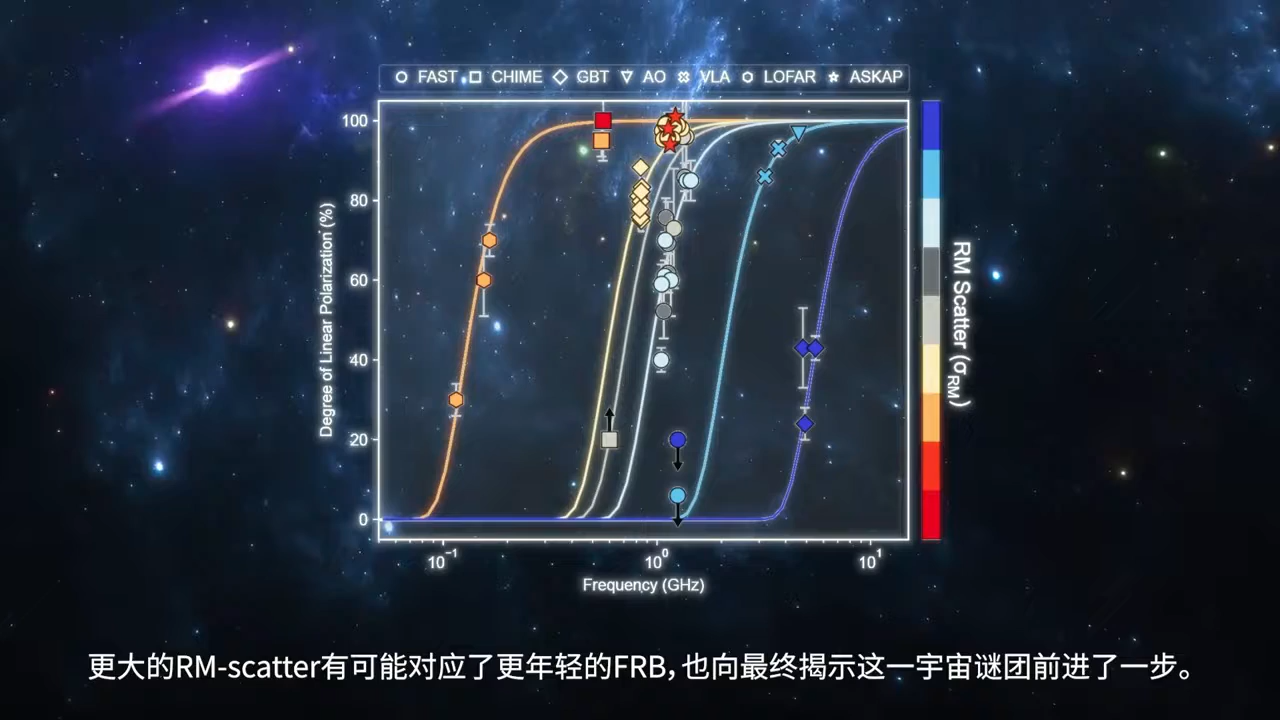 FAST CHIME GBT AO VLA LOFAR ASKAP
100
80
60
40
20
0
Degree of Linear Polarization (%)
10⁻¹ 10⁰ 10¹
Frequency (GHz)
RM Scatter (σRM)
更大的RM-scatter有可能对应了更年轻的FRB，也向最终揭示这一宇宙谜团前进了一步。